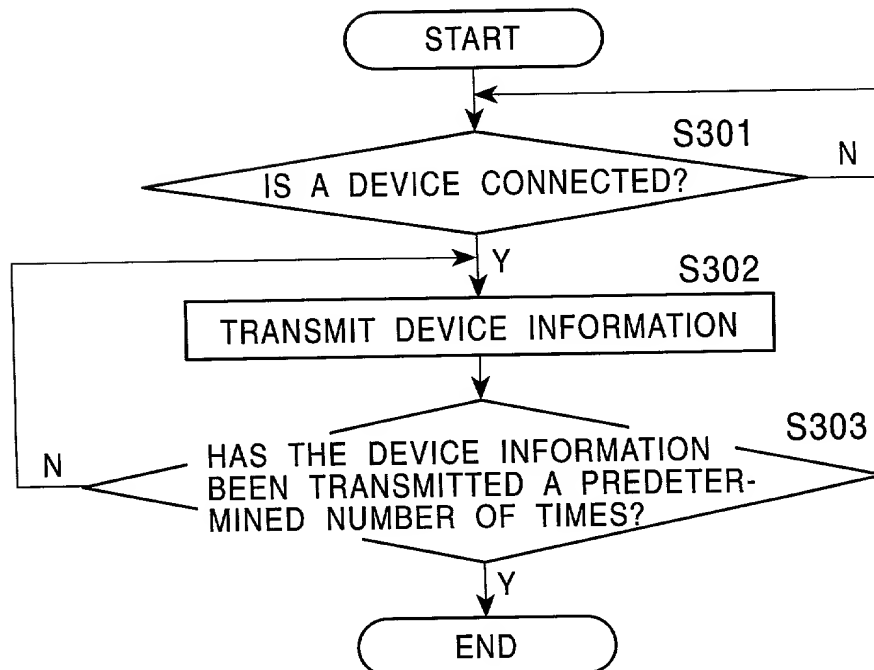 START
S301
N
IS A DEVICE CONNECTED?
Y
S302
TRANSMIT DEVICE INFORMATION
S303
N
HAS THE DEVICE INFORMATION
BEEN TRANSMITTED A PREDETER-
MINED NUMBER OF TIMES?
Y
END